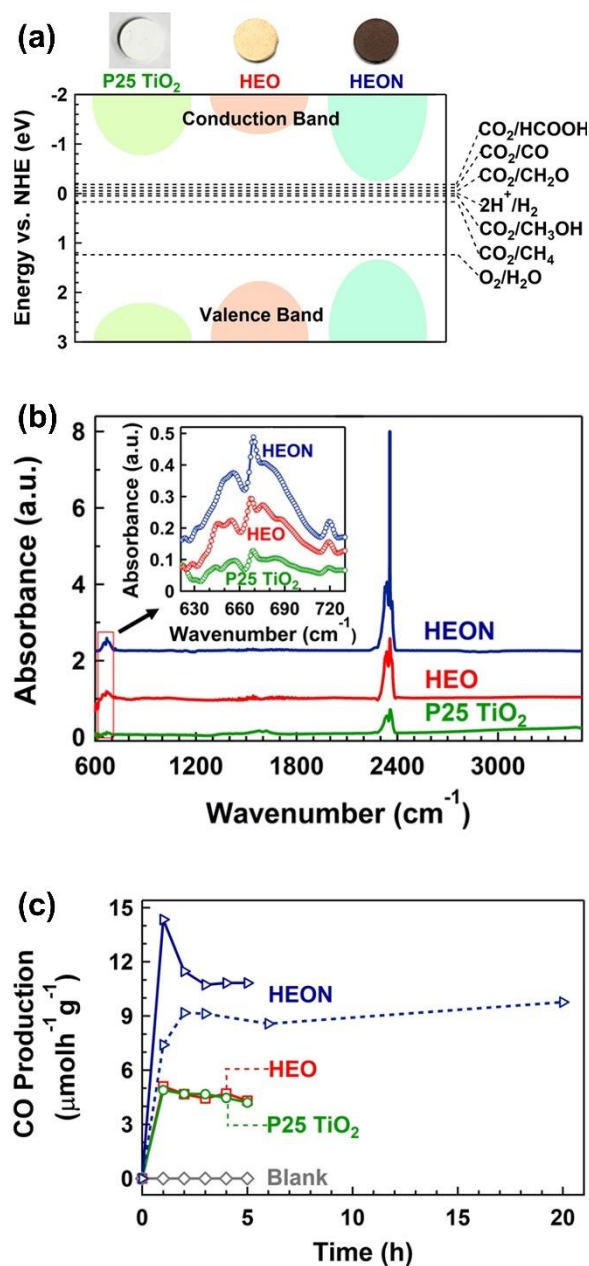 (a)
P25 TiO₂ HEO HEON
Energy vs. NHE (eV)
-2
-1
0
1
2
3
Conduction Band
Valence Band
CO₂/HCOOH
CO₂/CO
CO₂/CH₂O
2H⁺/H₂
CO₂/CH₃OH
CO₂/CH₄
O₂/H₂O
(b)
Absorbance (a.u.)
8
6
4
2
0
Absorbance (a.u.)
0.5
0.4
0.3
0.2
0.1
0
HEON
HEO
P25 TiO₂
630 660 690 720
Wavenumber (cm⁻¹)
HEON
HEO
P25 TiO₂
600 1200 1800 2400 3000
Wavenumber (cm⁻¹)
(c)
CO Production
(μmolh⁻¹g⁻¹)
15
12
9
6
3
0
HEON
HEO
P25 TiO₂
Blank
0 5 10 15 20
Time (h)